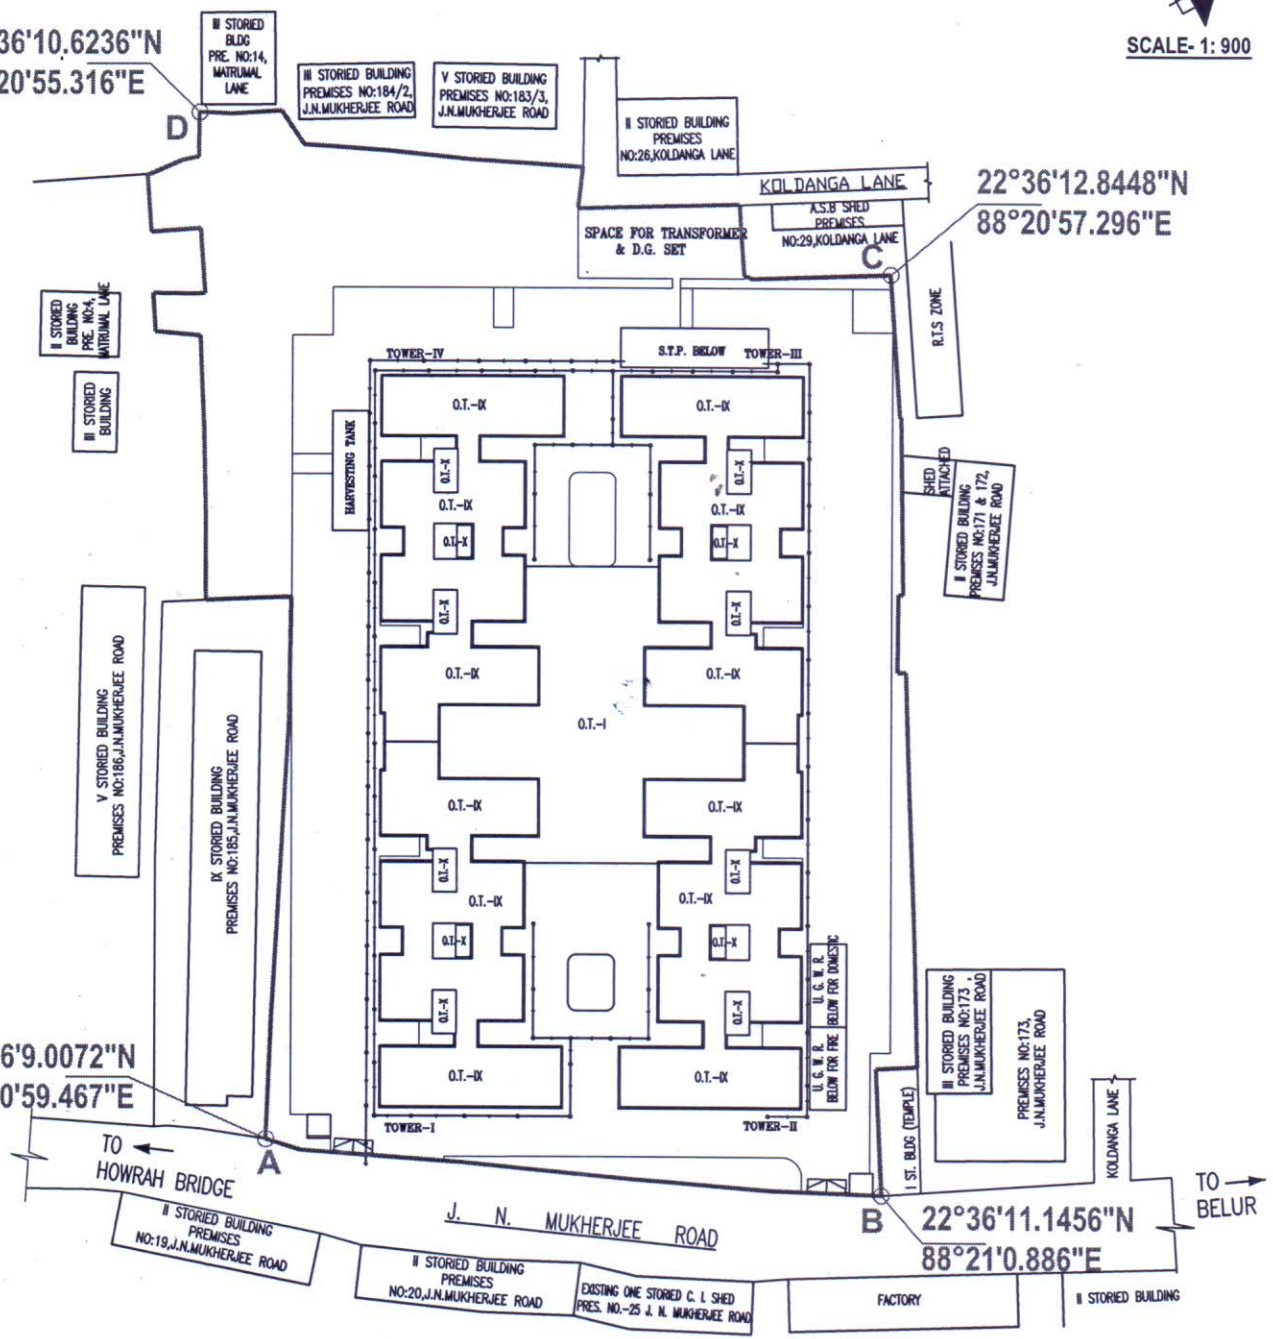 36'10.6236"N
20'55.316"E
D
III STORIED
BLDG
PRE. NO:14,
MATRUMAL
LANE
III STORIED BUILDING
PREMISES NO:184/2,
J.N.MUKHERJEE ROAD
V STORIED BUILDING
PREMISES NO:183/3,
J.N.MUKHERJEE ROAD
II STORIED BUILDING
PREMISES
NO:26,KOLDANGA LANE
SCALE- 1: 900
KOLDANGA LANE
A.S.B SHED
PREMISES
NO:29,KOLDANGA LANE
22°36'12.8448"N
88°20'57.296"E
C
SPACE FOR TRANSFORMER
& D.G. SET
R.T.S ZONE
II STORIED
BUILDING
PRE. NO:4,
MATRUMAL LANE
III STORIED
BUILDING
TOWER-IV
S.T.P. BELOW
TOWER-III
HARVESTING TANK
O.T.-IX
O.T.-IX
O.T.-X
O.T.-X
O.T.-IX
O.T.-IX
O.T.-X
O.T.-X
O.T.-X
O.T.-X
O.T.-IX
O.T.-IX
O.T.-I
O.T.-IX
O.T.-IX
O.T.-X
O.T.-X
O.T.-IX
O.T.-IX
O.T.-X
O.T.-X
O.T.-X
O.T.-X
O.T.-IX
O.T.-IX
TOWER-I
TOWER-II
SHED
ATTACHED
II STORIED BUILDING
PREMISES NO:171 & 172,
J.N.MUKHERJEE ROAD
V STORIED BUILDING
PREMISES NO:186,J.N.MUKHERJEE ROAD
IX STORIED BUILDING
PREMISES NO:185,J.N.MUKHERJEE ROAD
U. G. W. R.
BELOW FOR DOMESTIC
U. G. W. R.
BELOW FOR FIRE
III STORIED BUILDING
PREMISES NO:173 ,
J.N.MUKHERJEE ROAD
PREMISES NO:173,
J.N.MUKHERJEE ROAD
I ST. BLDG (TEMPLE)
KOLDANGA LANE
6'9.0072"N
0'59.467"E
A
TO
HOWRAH BRIDGE
J. N. MUKHERJEE ROAD
B
22°36'11.1456"N
88°21'0.886"E
TO
BELUR
II STORIED BUILDING
PREMISES
NO:19,J.N.MUKHERJEE ROAD
II STORIED BUILDING
PREMISES
NO:20,J.N.MUKHERJEE ROAD
EXISTING ONE STORIED C. I. SHED
PRES. NO.-25 J. N. MUKHERJEE ROAD
FACTORY
II STORIED BUILDING